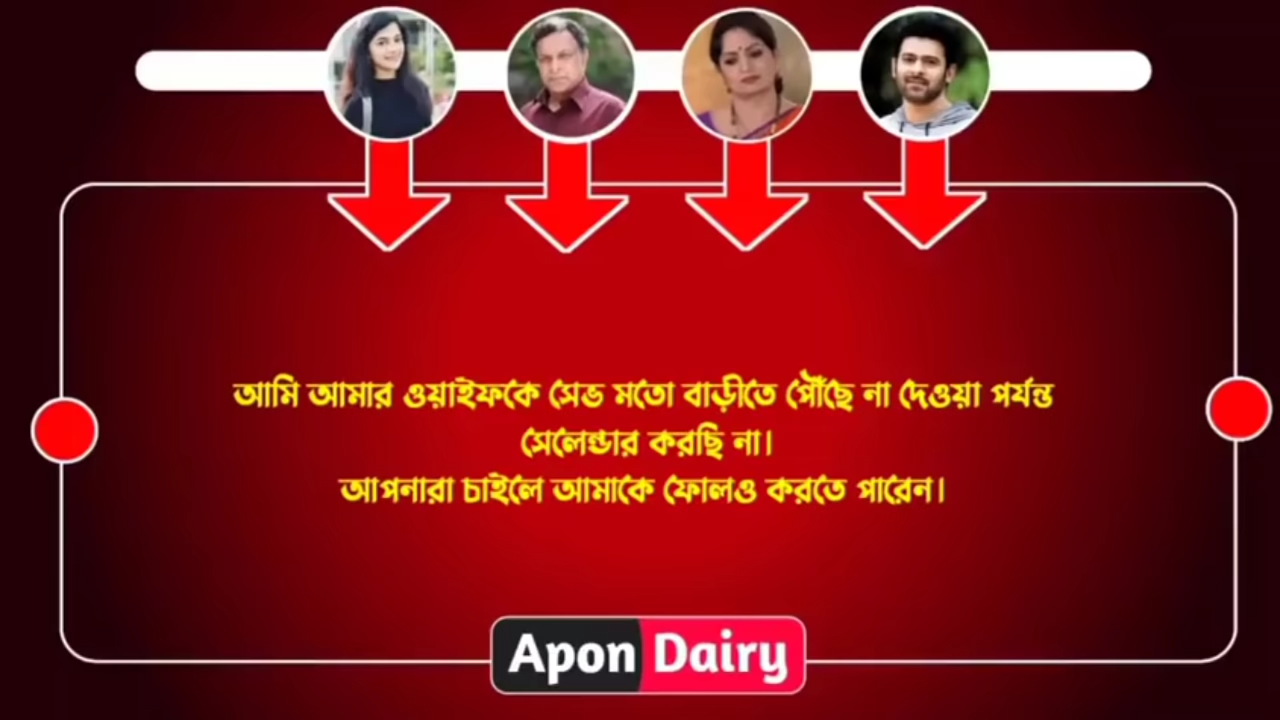 আমি আমার ওয়াইফকে সেভ মতো বাড়ীতে পৌঁছে না দেওয়া পর্যন্ত
সেলেন্ডার করছি না।
আপনারা চাইলে আমাকে ফোলও করতে পারেন।
Apon Dairy